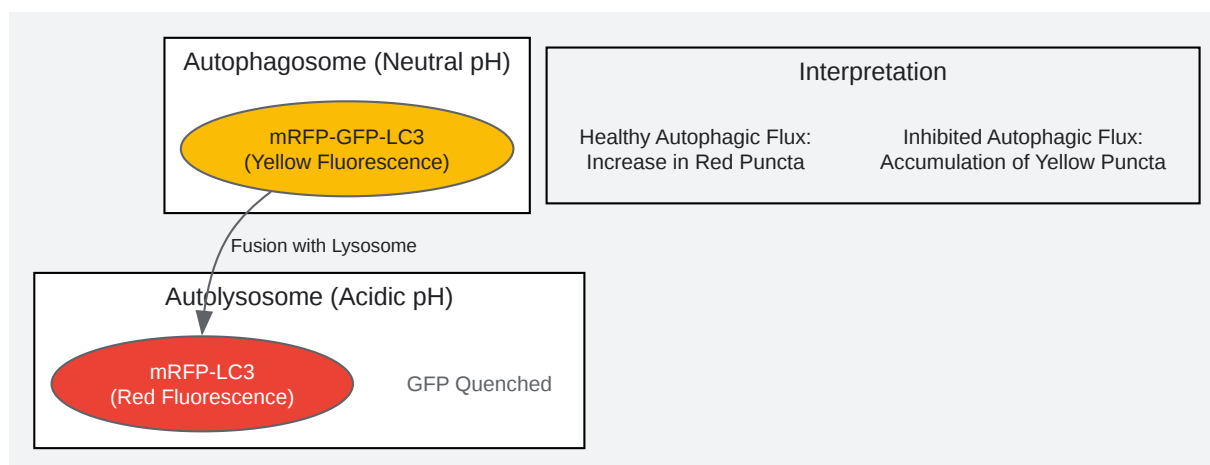 Autophagosome (Neutral pH)
mRFP-GFP-LC3
(Yellow Fluorescence)
Interpretation
Healthy Autophagic Flux:
Increase in Red Puncta
Inhibited Autophagic Flux:
Accumulation of Yellow Puncta
Fusion with Lysosome
Autolysosome (Acidic pH)
mRFP-LC3
(Red Fluorescence)
GFP Quenched